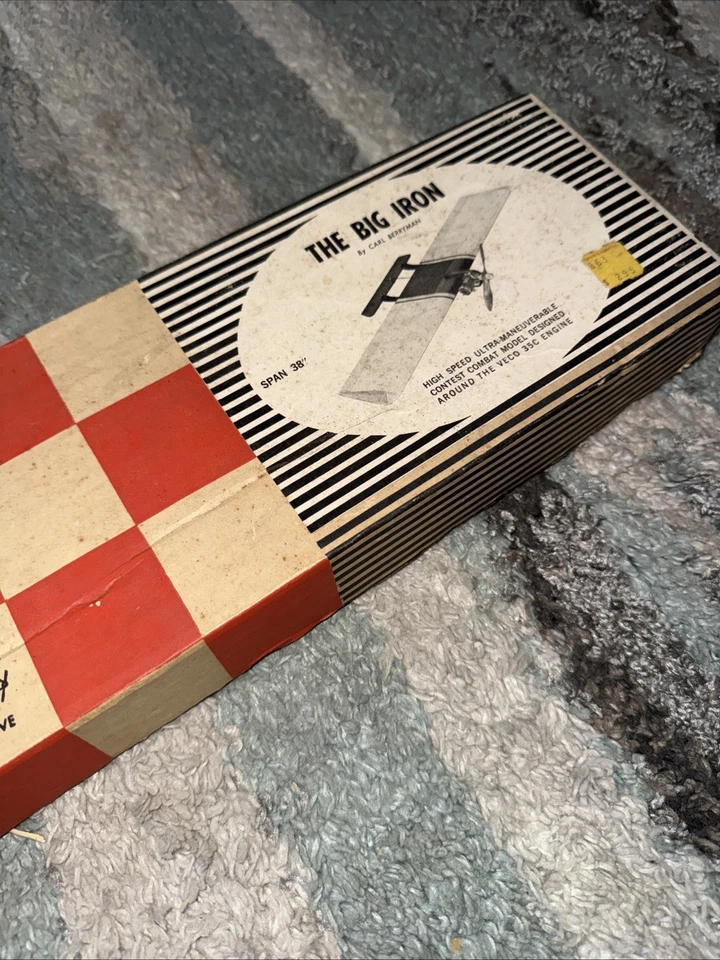 THE BIG IRON
By CARL BERRYMAN
SPAN 38"
HIGH SPEED ULTRA-MANEUVERABLE
CONTEST COMBAT MODEL DESIGNED
AROUND THE VECO 35C ENGINE
VE